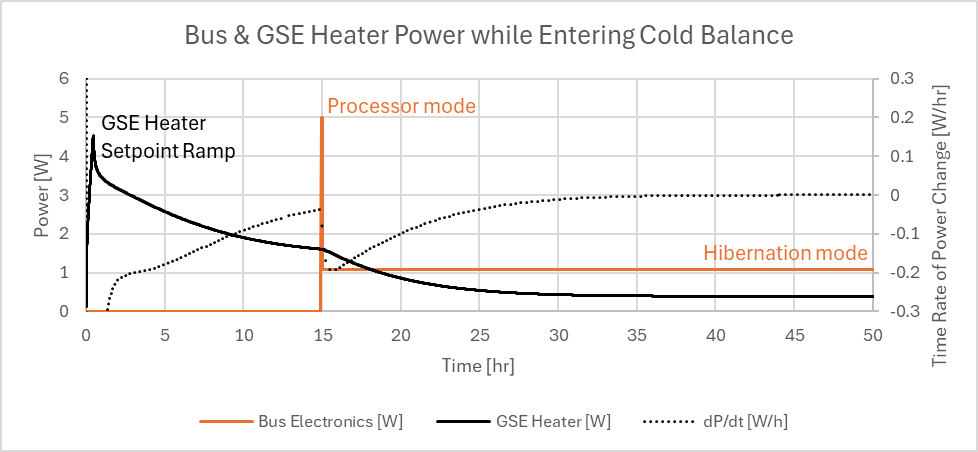 Bus & GSE Heater Power while Entering Cold Balance
6
5
4
3
2
1
0
Power [W]
GSE Heater
Setpoint Ramp
Processor mode
Hibernation mode
0.3
0.2
0.1
0
-0.1
-0.2
-0.3
Time Rate of Power Change [W/hr]
0
5
10
15
20
25
30
35
40
45
50
Time [hr]
Bus Electronics [W]
GSE Heater [W]
dP/dt [W/h]